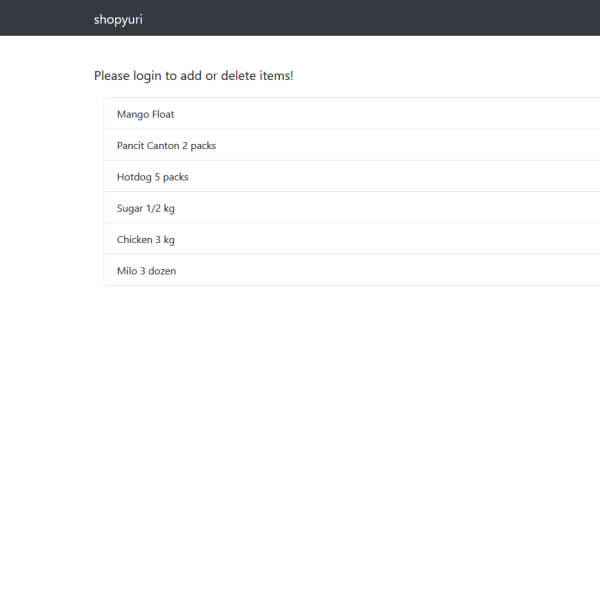 shopyuri
Please login to add or delete items!
Mango Float
Pancit Canton 2 packs
Hotdog 5 packs
Sugar 1/2 kg
Chicken 3 kg
Milo 3 dozen